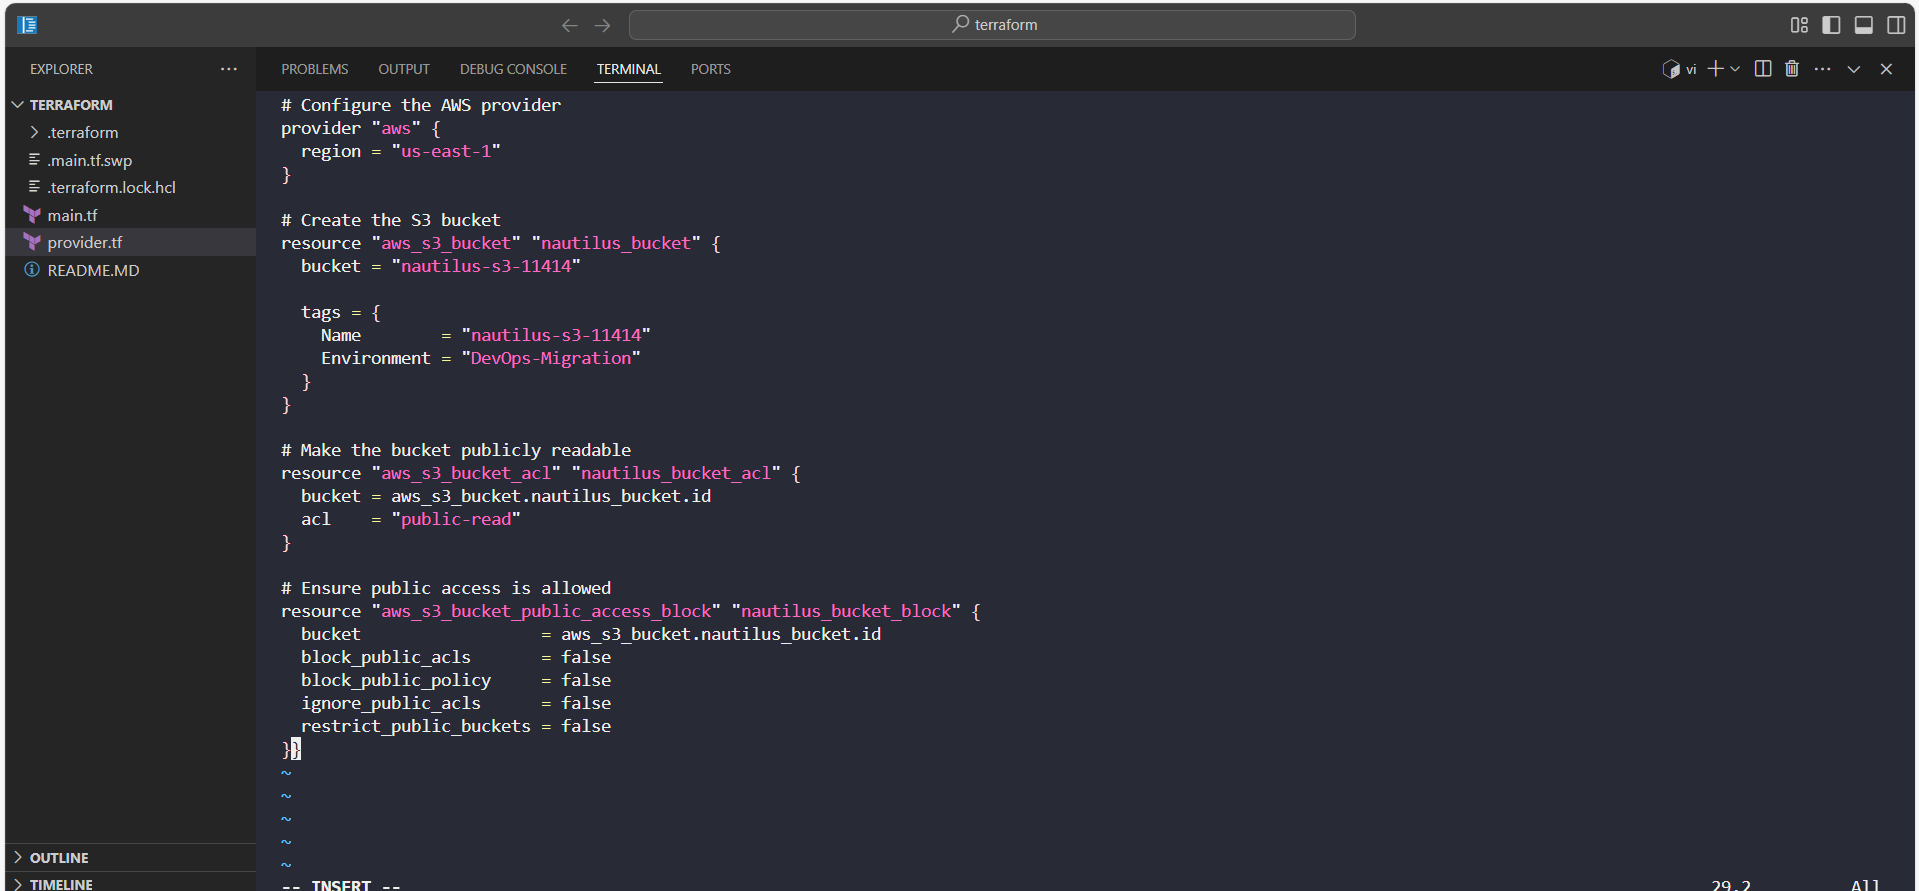 terraform
EXPLORER ...
PROBLEMS OUTPUT DEBUG CONSOLE TERMINAL PORTS
vi
TERRAFORM
.terraform
.main.tf.swp
.terraform.lock.hcl
main.tf
provider.tf
README.MD
OUTLINE
TIMELINE
# Configure the AWS provider
provider "aws" {
  region = "us-east-1"
}

# Create the S3 bucket
resource "aws_s3_bucket" "nautilus_bucket" {
  bucket = "nautilus-s3-11414"

  tags = {
    Name        = "nautilus-s3-11414"
    Environment = "DevOps-Migration"
  }
}

# Make the bucket publicly readable
resource "aws_s3_bucket_acl" "nautilus_bucket_acl" {
  bucket = aws_s3_bucket.nautilus_bucket.id
  acl    = "public-read"
}

# Ensure public access is allowed
resource "aws_s3_bucket_public_access_block" "nautilus_bucket_block" {
  bucket                  = aws_s3_bucket.nautilus_bucket.id
  block_public_acls       = false
  block_public_policy     = false
  ignore_public_acls      = false
  restrict_public_buckets = false
}}
~
~
~
~
~
-- INSERT -- 29,2 All